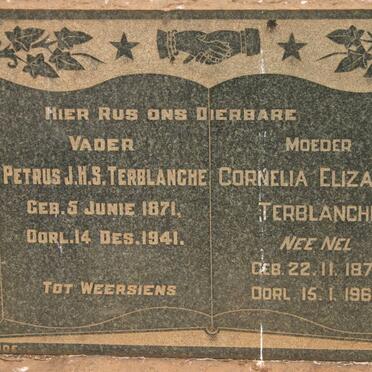 HIER RUS ONS DIERBARE
VADER
PETRUS J.H.S. TERBLANCHE
GEB. 5 JUNIE 1871.
OORL. 14 DES. 1941.
TOT WEERSIENS
MOEDER
CORNELIA ELIZA
TERBLANCHE
NEE NEL
GEB. 22. 11. 187
OORL 15. 1. 196